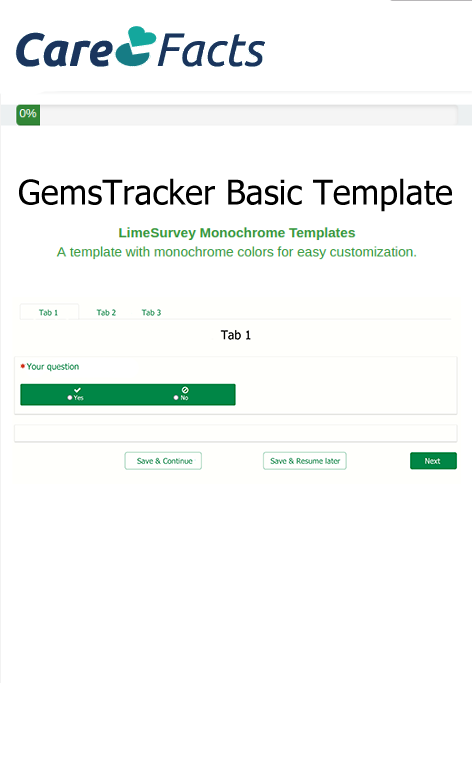 Care Facts
0%
GemsTracker Basic Template
LimeSurvey Monochrome Templates
A template with monochrome colors for easy customization.
Tab 1 Tab 2 Tab 3
Tab 1
* Your question
Yes No
Save & Continue Save & Resume later Next